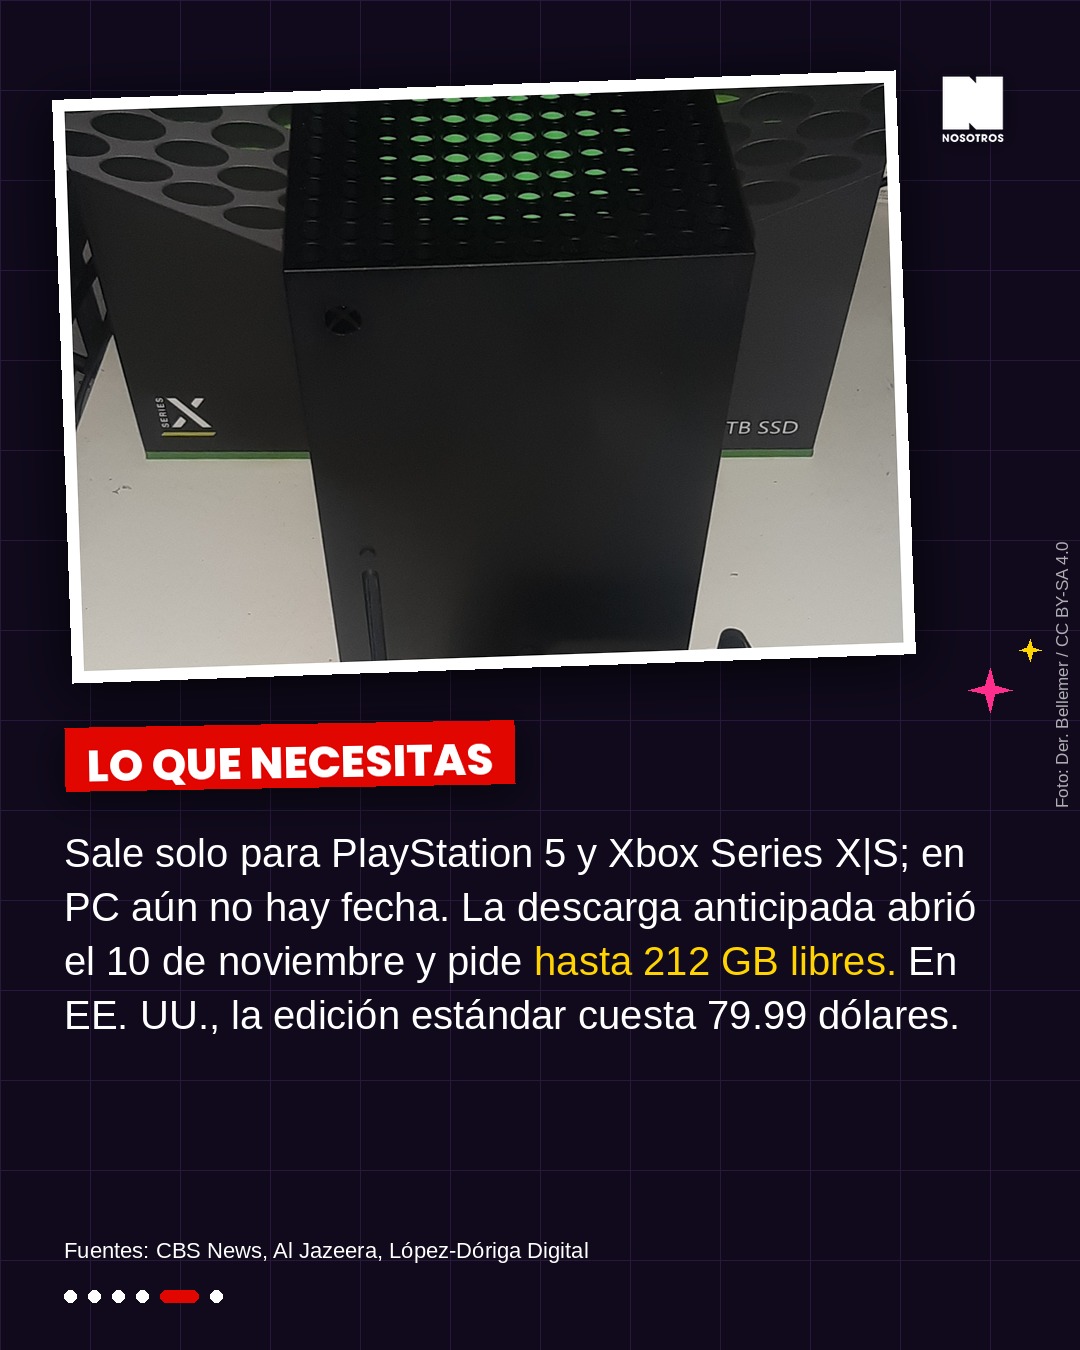 N
NOSOTROS
SERIES X
TB SSD
Foto: Der. Bellemer / CC BY-SA 4.0
LO QUE NECESITAS
Sale solo para PlayStation 5 y Xbox Series X|S; en
PC aún no hay fecha. La descarga anticipada abrió
el 10 de noviembre y pide hasta 212 GB libres. En
EE. UU., la edición estándar cuesta 79.99 dólares.
Fuentes: CBS News, Al Jazeera, López-Dóriga Digital